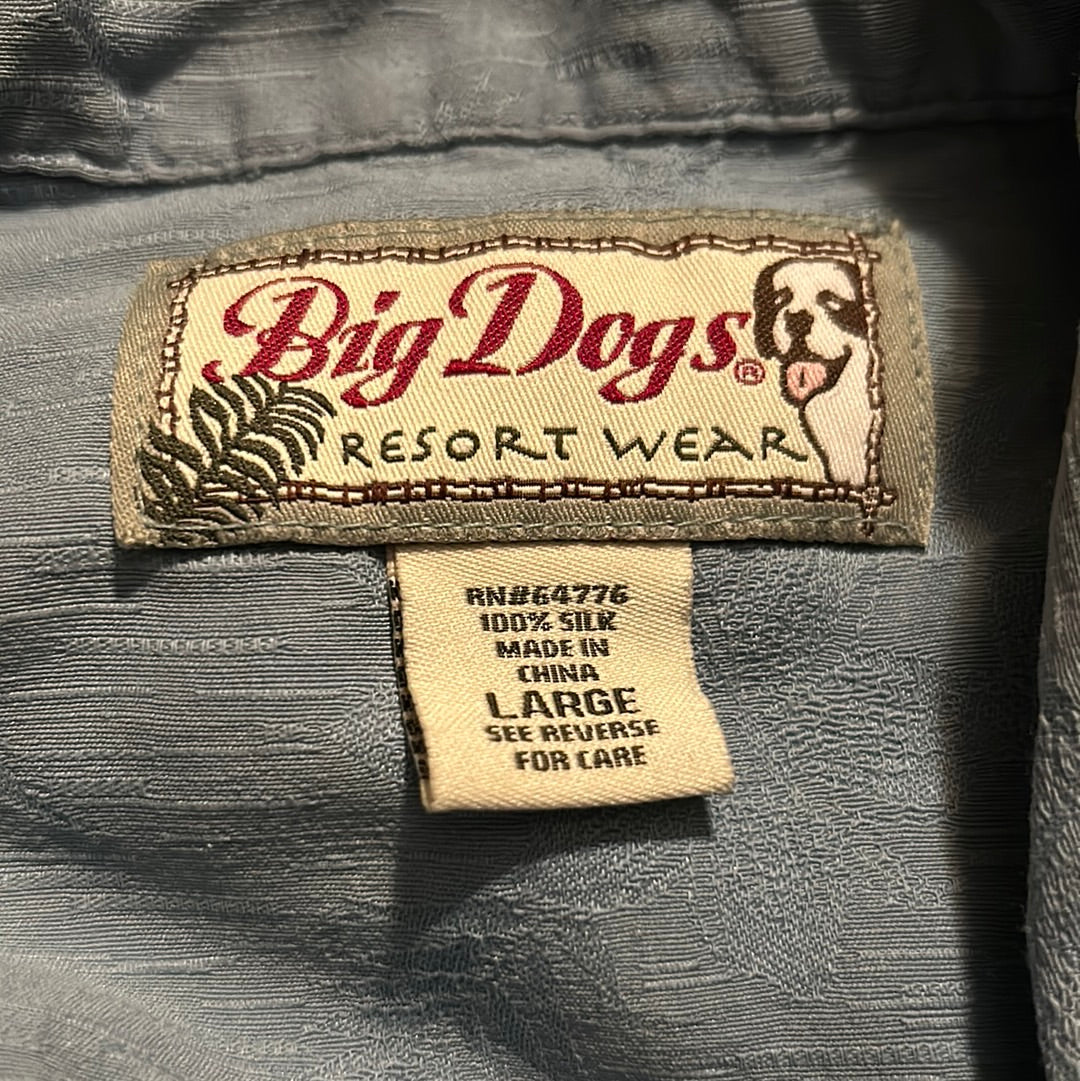 Big Dogs®
RESORT WEAR
RN#64776
100% SILK
MADE IN
CHINA
LARGE
SEE REVERSE
FOR CARE